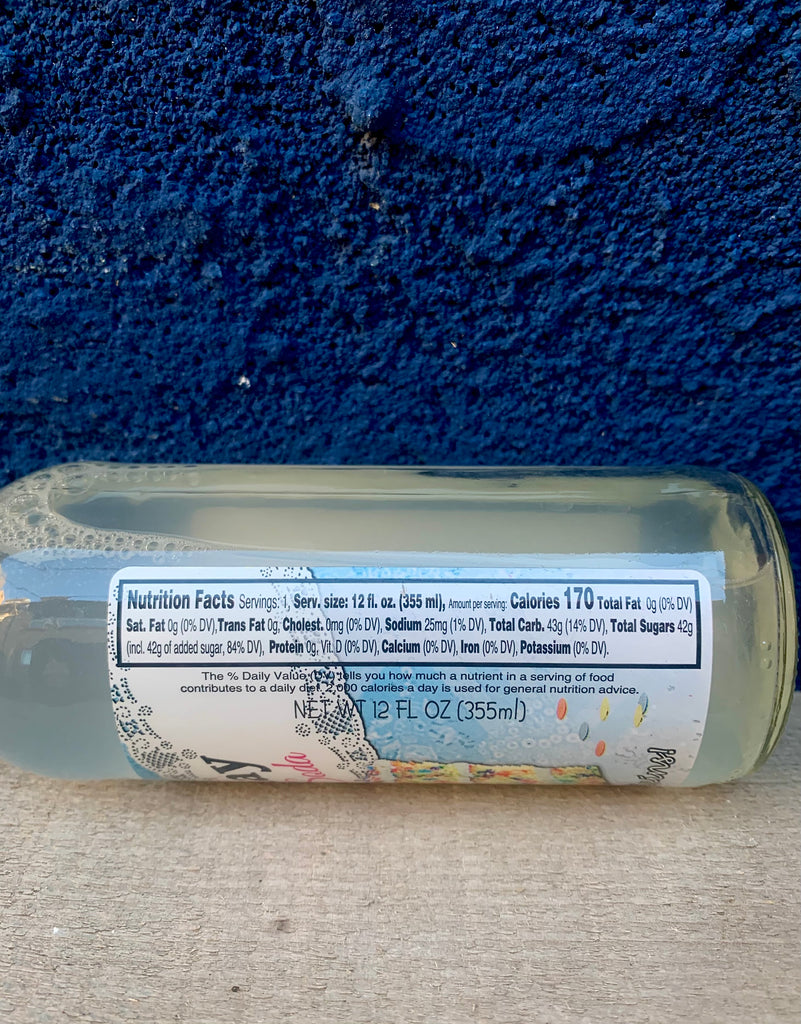 Nutrition Facts Servings: 1, Serv. size: 12 fl. oz. (355 ml), Amount per serving: Calories 170 Total Fat 0g (0% DV)
Sat. Fat 0g (0% DV), Trans Fat 0g, Cholest. 0mg (0% DV), Sodium 25mg (1% DV), Total Carb. 43g (14% DV), Total Sugars 42g
(incl. 42g of added sugar, 84% DV), Protein 0g, Vit. D (0% DV), Calcium (0% DV), Iron (0% DV), Potassium (0% DV).
The % Daily Value (DV) tells you how much a nutrient in a serving of food
contributes to a daily diet. 2,000 calories a day is used for general nutrition advice.
NET WT 12 FL OZ (355ml)